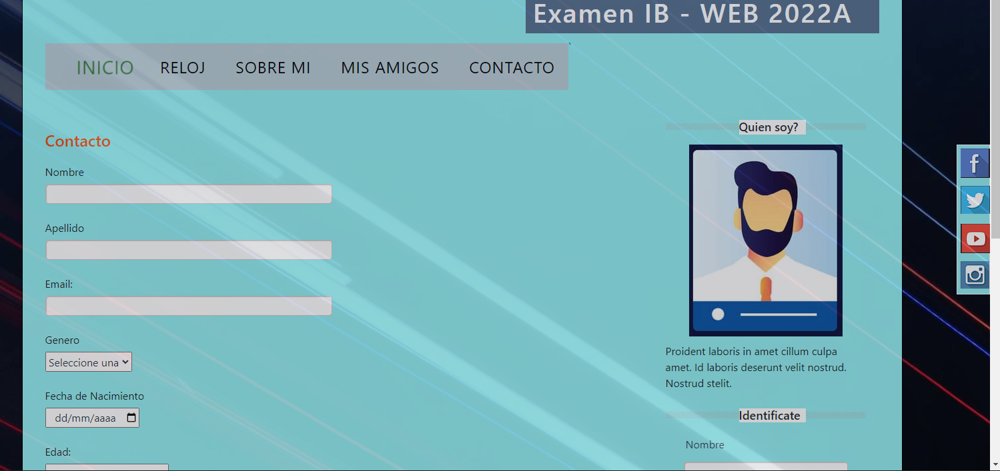 Examen IB - WEB 2022A
`
INICIO RELOJ SOBRE MI MIS AMIGOS CONTACTO
Contacto
Nombre
Apellido
Email:
Genero
Seleccione una
Fecha de Nacimiento
dd/mm/aaaa
Edad:
Quien soy?
Proident laboris in amet cillum culpa
amet. Id laboris deserunt velit nostrud.
Nostrud stelit.
Identificate
Nombre
f